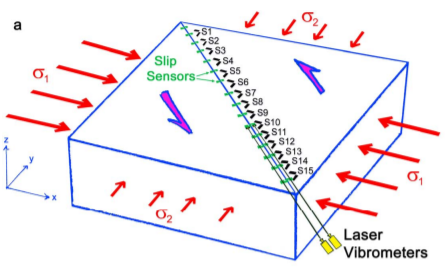 a
σ2
S1
S2
S3
S4
S5
S6
S7
S8
S9
S10
S11
S12
S13
S14
S15
Slip
Sensors
σ1
z
y
x
σ2
σ1
Laser
Vibrometers